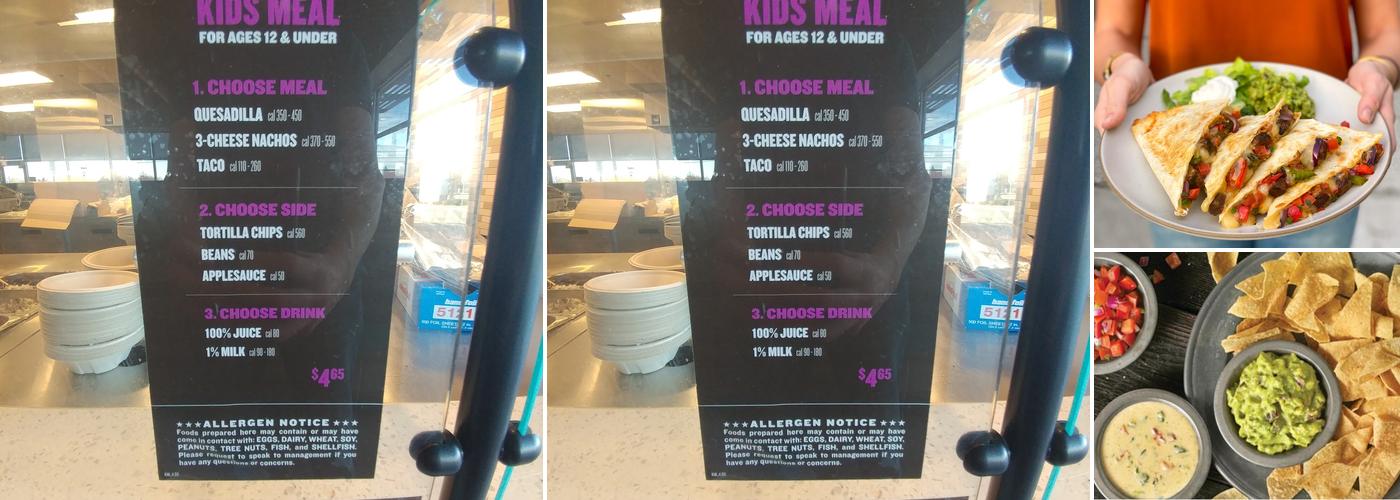 KIDS MEAL
FOR AGES 12 & UNDER
1. CHOOSE MEAL
QUESADILLA cal 350-450
3-CHEESE NACHOS cal 370-550
TACO cal 110-260
2. CHOOSE SIDE
TORTILLA CHIPS cal 560
BEANS cal 70
APPLESAUCE cal 50
3. CHOOSE DRINK
100% JUICE cal 80
1% MILK cal 90-180
$4.65
★★★ALLERGEN NOTICE★★★
Foods prepared here may contain or may have
come in contact with: EGGS, DAIRY, WHEAT, SOY,
PEANUTS, TREE NUTS, FISH, and SHELLFISH.
Please request to speak to management if you
have any questions or concerns.
KIDS MEAL
FOR AGES 12 & UNDER
1. CHOOSE MEAL
QUESADILLA cal 350-450
3-CHEESE NACHOS cal 370-550
TACO cal 110-260
2. CHOOSE SIDE
TORTILLA CHIPS cal 560
BEANS cal 70
APPLESAUCE cal 50
3. CHOOSE DRINK
100% JUICE cal 80
1% MILK cal 90-180
$4.65
★★★ALLERGEN NOTICE★★★
Foods prepared here may contain or may have
come in contact with: EGGS, DAIRY, WHEAT, SOY,
PEANUTS, TREE NUTS, FISH, and SHELLFISH.
Please request to speak to management if you
have any questions or concerns.